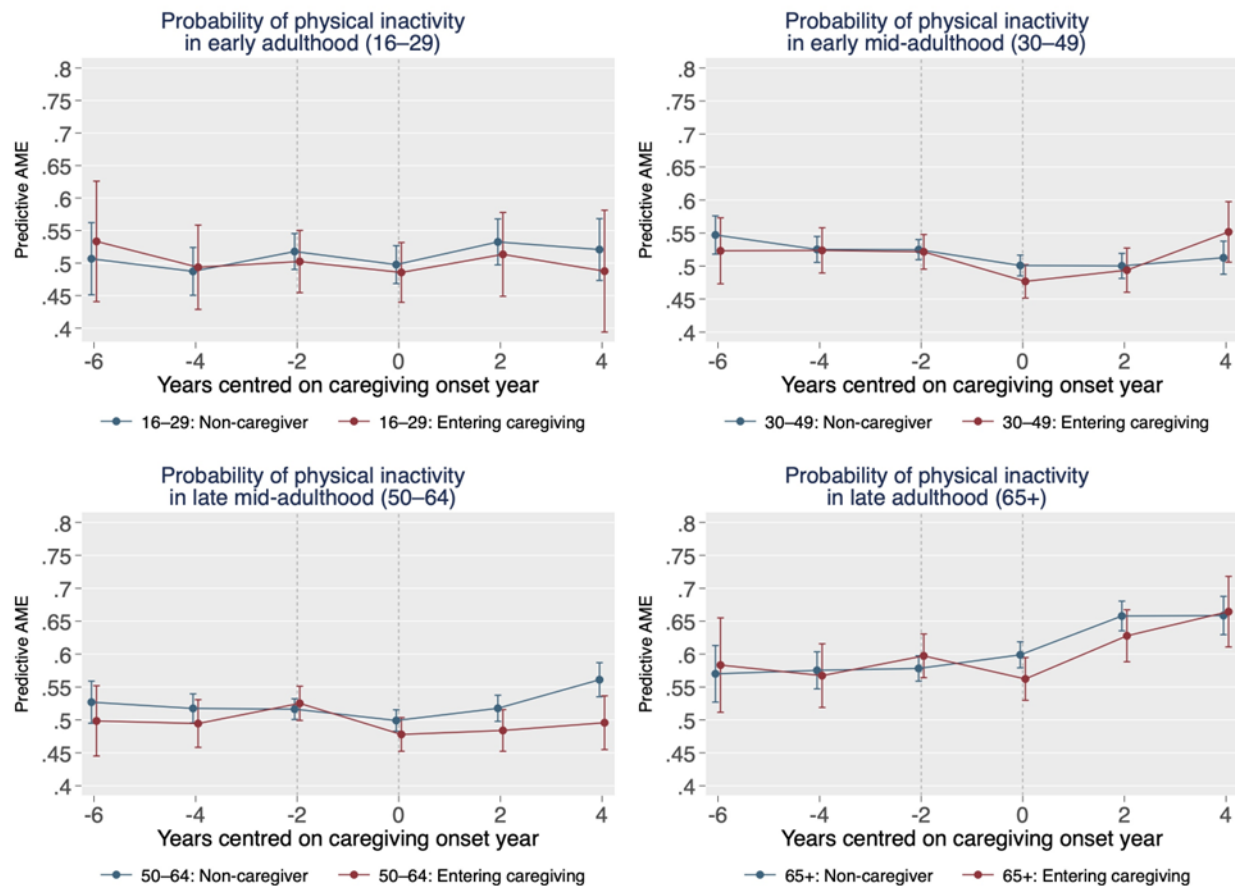 Probability of physical inactivity
in early adulthood (16–29)
.8
.75
.7
.65
.6
.55
.5
.45
.4
Predictive AME
-6 -4 -2 0 2 4
Years centred on caregiving onset year
16–29: Non-caregiver 16–29: Entering caregiving
Probability of physical inactivity
in early mid-adulthood (30–49)
.8
.75
.7
.65
.6
.55
.5
.45
.4
Predictive AME
-6 -4 -2 0 2 4
Years centred on caregiving onset year
30–49: Non-caregiver 30–49: Entering caregiving
Probability of physical inactivity
in late mid-adulthood (50–64)
.8
.75
.7
.65
.6
.55
.5
.45
.4
Predictive AME
-6 -4 -2 0 2 4
Years centred on caregiving onset year
50–64: Non-caregiver 50–64: Entering caregiving
Probability of physical inactivity
in late adulthood (65+)
.8
.75
.7
.65
.6
.55
.5
.45
.4
Predictive AME
-6 -4 -2 0 2 4
Years centred on caregiving onset year
65+: Non-caregiver 65+: Entering caregiving